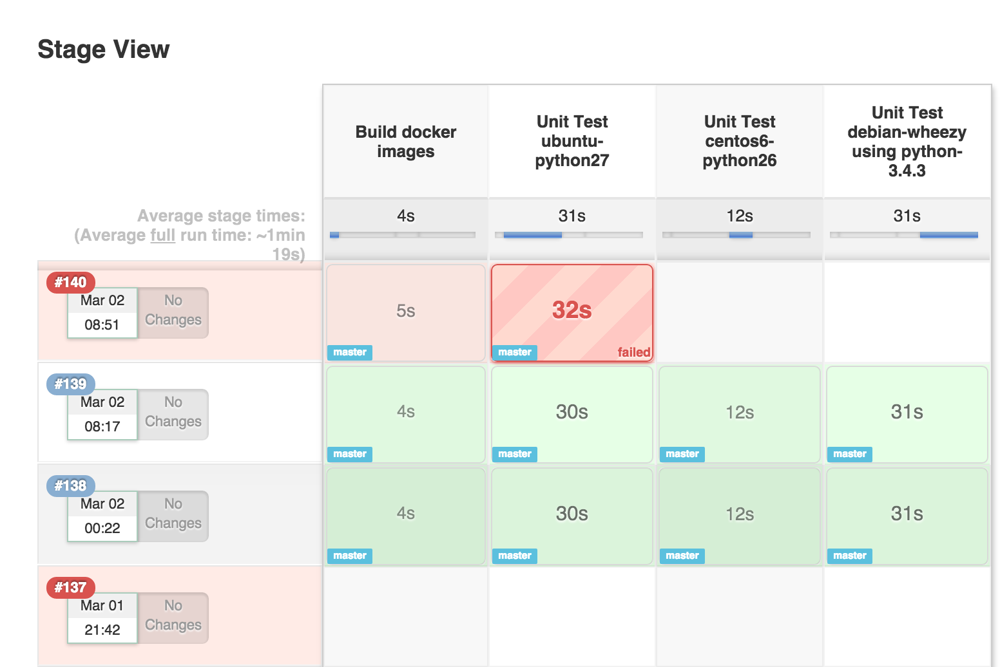 Stage View
Build docker
images
Unit Test
ubuntu-
python27
Unit Test
centos6-
python26
Unit Test
debian-wheezy
using python-
3.4.3
Average stage times:
(Average full run time: ~1min
19s)
4s
31s
12s
31s
#140
Mar 02
08:51
No
Changes
5s
master
32s
master
failed
#139
Mar 02
08:17
No
Changes
4s
master
30s
master
12s
master
31s
master
#138
Mar 02
00:22
No
Changes
4s
master
30s
master
12s
master
31s
master
#137
Mar 01
21:42
No
Changes